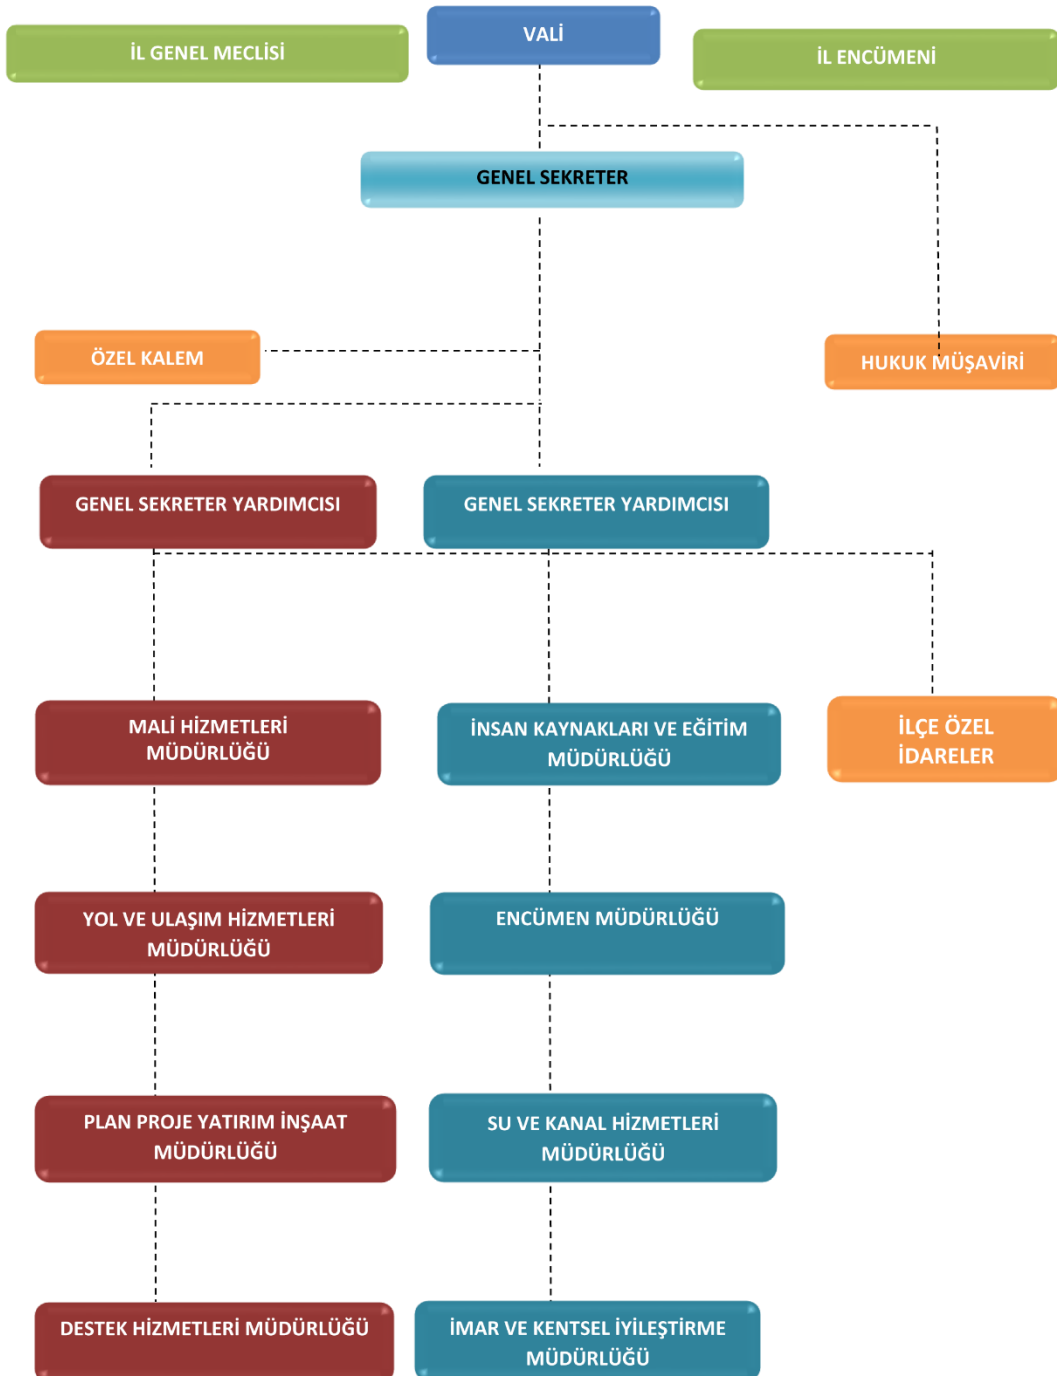 İL GENEL MECLİSİ
VALİ
İL ENCÜMENİ
GENEL SEKRETER
ÖZEL KALEM
HUKUK MÜŞAVİRİ
GENEL SEKRETER YARDIMCISI
GENEL SEKRETER YARDIMCISI
MALİ HİZMETLERİ
MÜDÜRLÜĞÜ
İNSAN KAYNAKLARI VE EĞİTİM
MÜDÜRLÜĞÜ
İLÇE ÖZEL
İDARELER
YOL VE ULAŞIM HİZMETLERİ
MÜDÜRLÜĞÜ
ENCÜMEN MÜDÜRLÜĞÜ
PLAN PROJE YATIRIM İNŞAAT
MÜDÜRLÜĞÜ
SU VE KANAL HİZMETLERİ
MÜDÜRLÜĞÜ
DESTEK HİZMETLERİ MÜDÜRLÜĞÜ
İMAR VE KENTSEL İYİLEŞTİRME
MÜDÜRLÜĞÜ